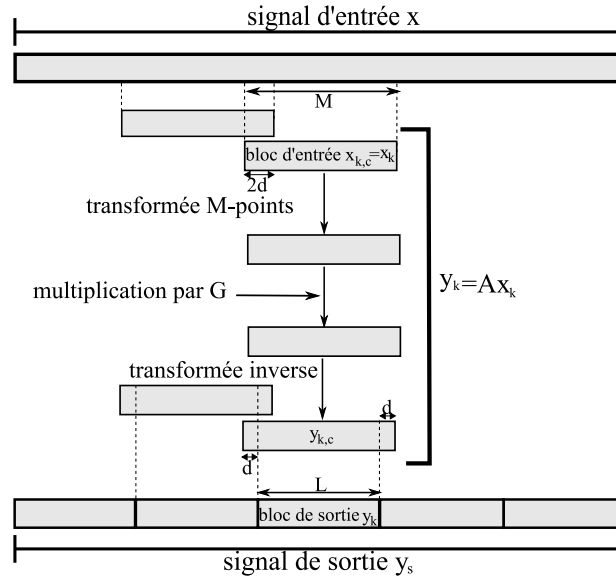 signal d'entrée x
M
bloc d'entrée x_{k,c}=x_k
2d
transformée M-points
multiplication par G
y_k=Ax_k
transformée inverse
d
y_{k,c}
d
L
bloc de sortie y_k
signal de sortie y_s